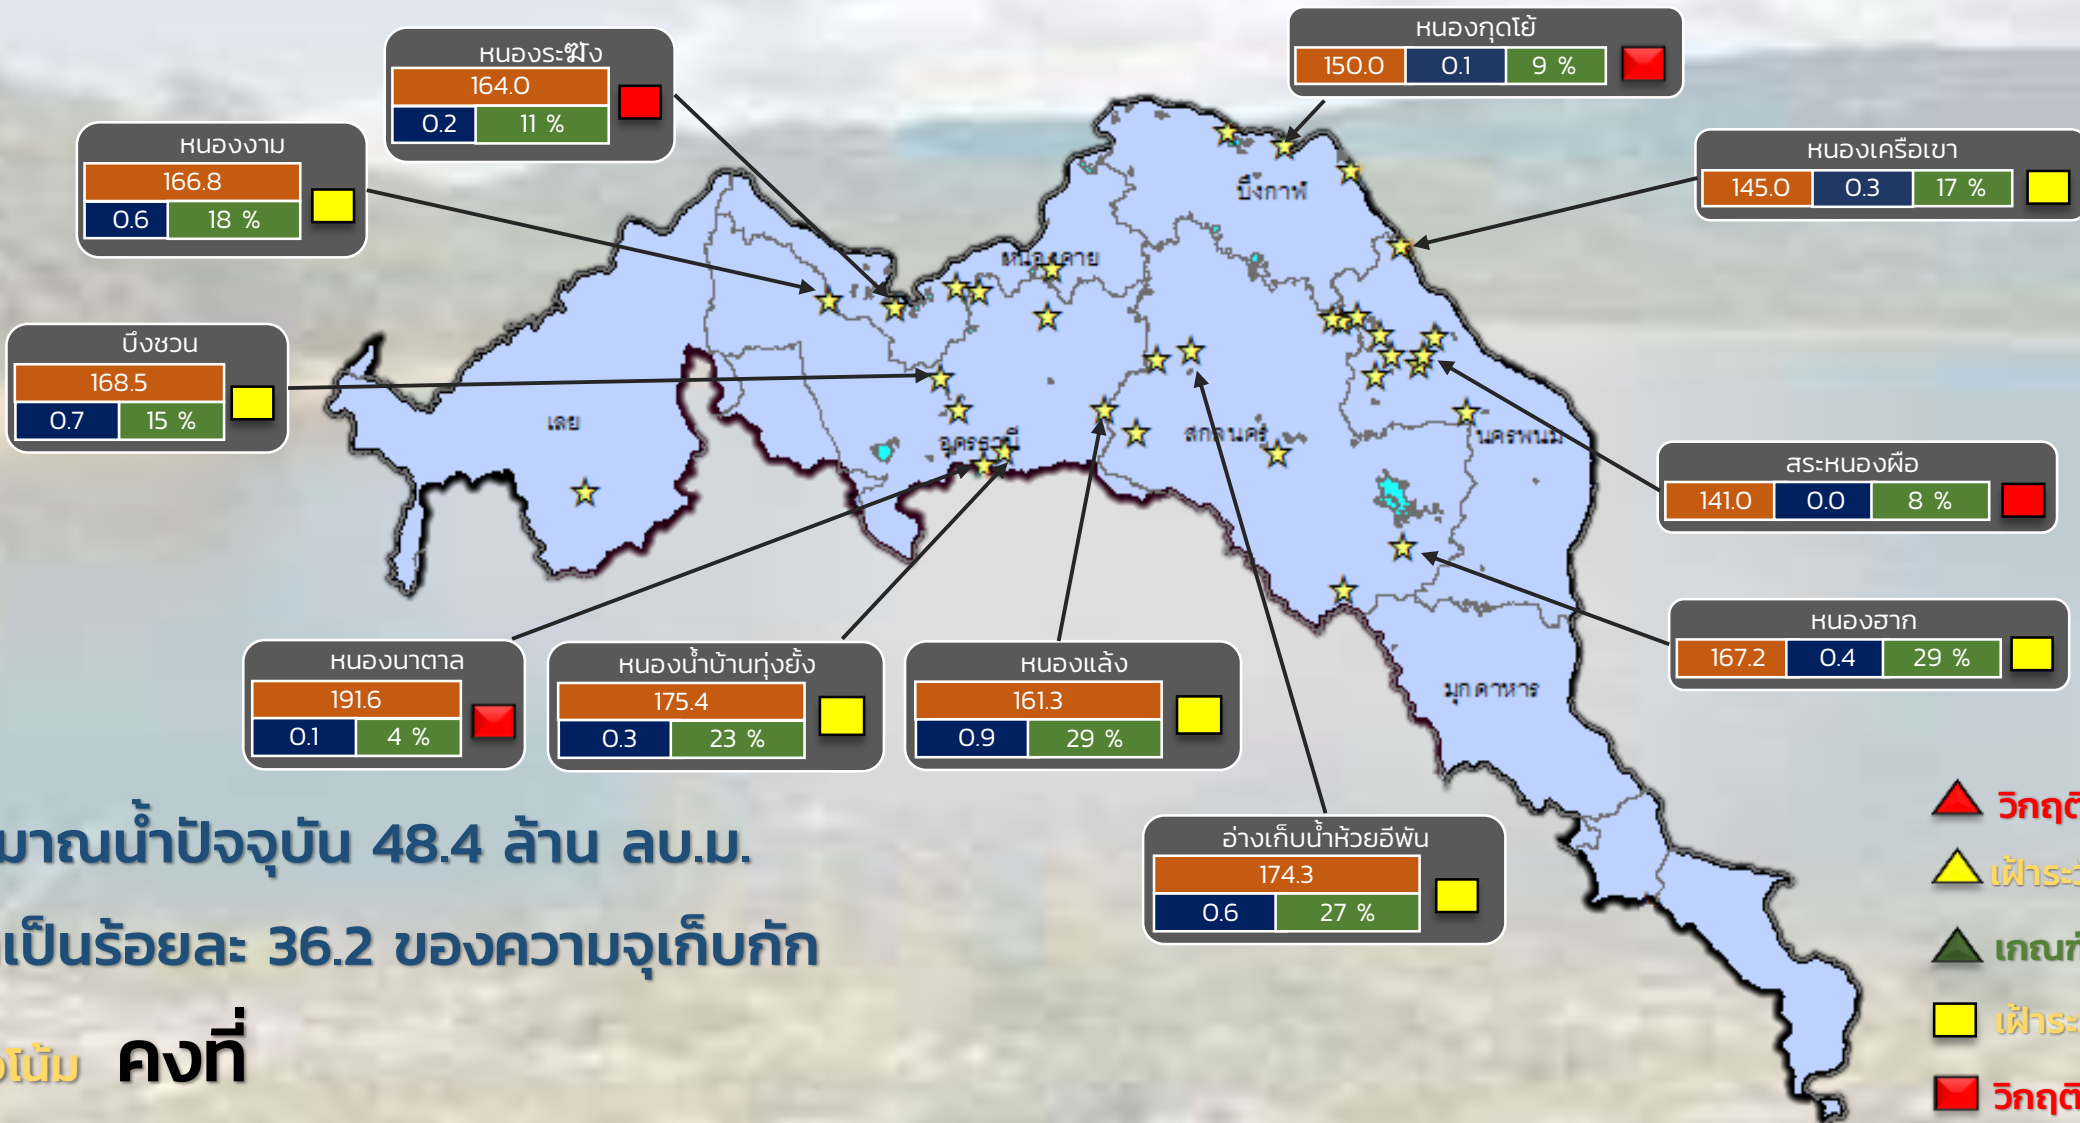 หนองกุดโย้
150.0 0.1 9 %
หนองระฆัง
164.0
0.2 11 %
หนองงาม
166.8
0.6 18 %
หนองเครือเขา
145.0 0.3 17 %
บึงกาฬ
หนองคาย
บึงชวน
168.5
0.7 15 %
เลย
อุดรธานี
สกลนคร
นครพนม
สระหนองผือ
141.0 0.0 8 %
หนองฮาก
167.2 0.4 29 %
มุกดาหาร
หนองนาตาล
191.6
0.1 4 %
หนองน้ำบ้านทุ่งยั้ง
175.4
0.3 23 %
หนองแล้ง
161.3
0.9 29 %
อ่างเก็บน้ำห้วยอีพัน
174.3
0.6 27 %
มาณน้ำปัจจุบัน 48.4 ล้าน ลบ.ม.
เป็นร้อยละ 36.2 ของความจุเก็บกัก
โน้ม คงที่
วิกฤติ
เฝ้าระวั
เกณฑ์
เฝ้าระ
วิกฤติ